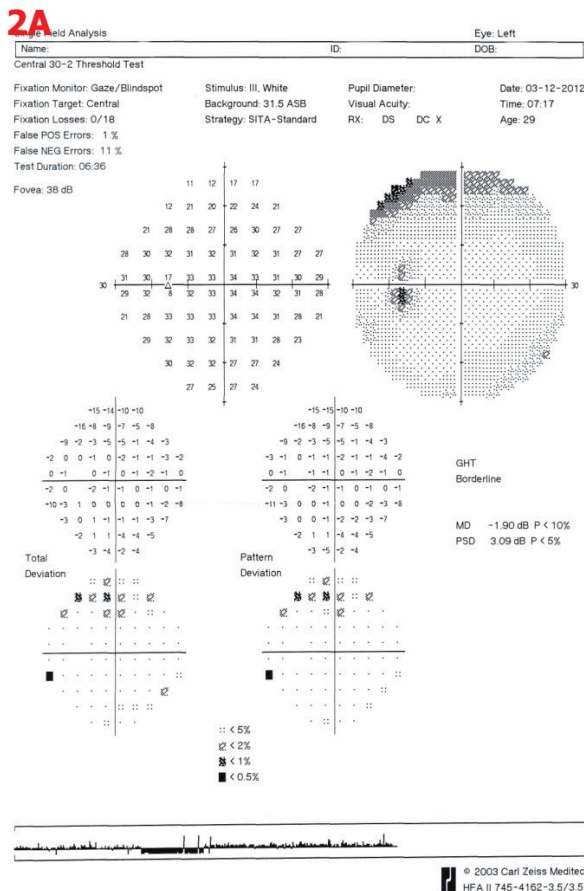 2A
Single Field Analysis Eye: Left
Name: ID: DOB:
Central 30-2 Threshold Test
Fixation Monitor: Gaze/Blindspot Stimulus: III, White Pupil Diameter: Date: 03-12-2012
Fixation Target: Central Background: 31.5 ASB Visual Acuity: Time: 07:17
Fixation Losses: 0/18 Strategy: SITA-Standard RX: DS DC X Age: 29
False POS Errors: 1 %
False NEG Errors: 11 %
Test Duration: 06:36
Fovea: 38 dB
11 12 17 17
12 21 20 22 24 21
21 28 28 27 26 30 27 27
28 30 32 31 32 31 32 31 27 27
31 30 17 33 33 34 33 31 30 29
30 30 30
29 32 8 32 33 34 34 32 31 28
21 28 33 33 33 34 34 31 28 21
29 32 33 32 31 31 28 23
30 32 32 27 27 24
27 25 27 24
-15 -14 -10 -10 -15 -14 -10 -10
-16 -8 -9 -7 -5 -8 -16 -8 -9 -7 -5 -8
-9 -2 -3 -5 -5 -1 -4 -3 -9 -2 -3 -5 -5 -1 -4 -3
-2 0 0 -1 0 -2 -1 -1 -3 -2 -3 -1 0 -1 -1 -2 -1 -2 -4 -2
0 -1 0 -1 0 -1 -2 -1 0 0 -1 0 -1 -1 -1 -2 -1 0
-2 0 -2 -1 0 -1 0 -1 -2 0 -2 -1 -1 -1 0 -1
-10 -3 1 0 0 0 0 -1 -2 -8 -11 -3 0 0 0 -1 0 -2 -2 -8
-3 0 1 -1 -1 -1 -3 -7 -3 0 0 -1 -2 -2 -3 -7
-2 1 1 -4 -4 -5 -2 1 1 -4 -4 -5
-3 -4 -2 -4 -3 -5 -2 -4
GHT
Borderline
MD -1.90 dB P < 10%
PSD 3.09 dB P < 5%
Total Deviation Pattern Deviation
< 5%
< 2%
< 1%
< 0.5%
© 2003 Carl Zeiss Meditec
HFA II 745-4162-3.5/3.5